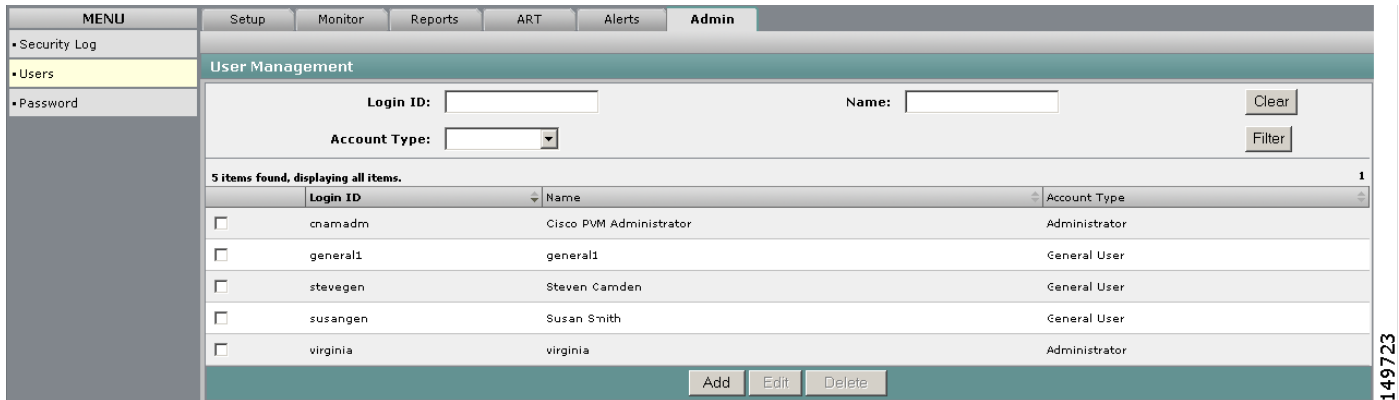 MENU
Security Log
Users
Password
Setup Monitor Reports ART Alerts Admin
User Management
Login ID: Name: Clear
Account Type: Filter
5 items found, displaying all items. 1
Login ID Name Account Type
cnamadm Cisco PVM Administrator Administrator
general1 general1 General User
stevegen Steven Camden General User
susangen Susan Smith General User
virginia virginia Administrator
Add Edit Delete
149723